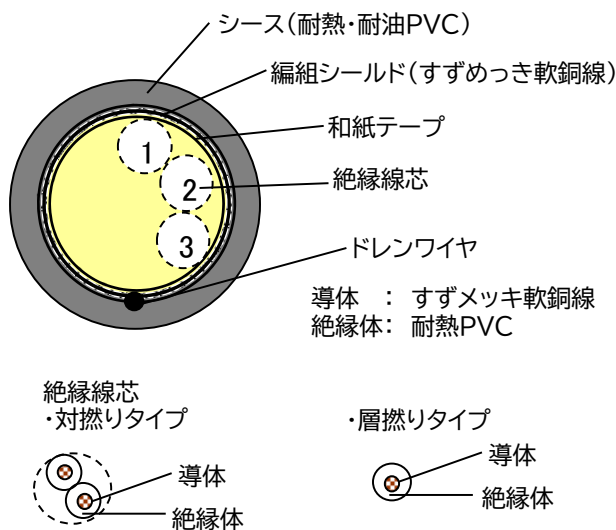 シース(耐熱・耐油PVC)
編組シールド(すずめっき軟銅線)
和紙テープ
1
2
絶縁線芯
3
ドレンワイヤ
導体 : すずメッキ軟銅線
絶縁体: 耐熱PVC
絶縁線芯
・対撚りタイプ
・層撚りタイプ
導体
絶縁体
導体
絶縁体